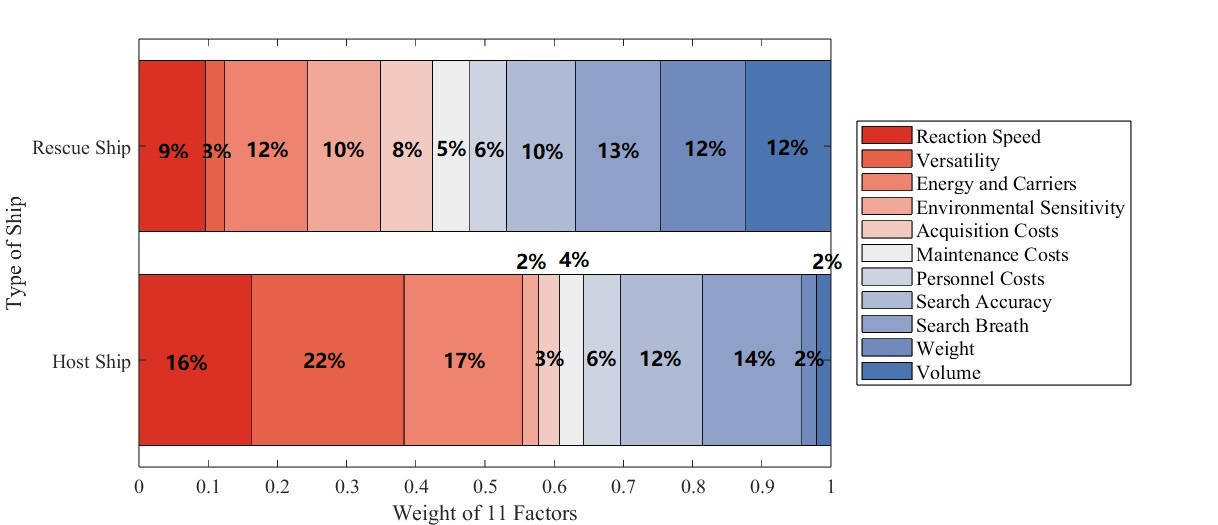 Type of Ship
Rescue Ship
9% 3% 12% 10% 8% 5% 6% 10% 13% 12% 12%
2% 4% 2%
Host Ship
16% 22% 17% 3% 6% 12% 14% 2%
0 0.1 0.2 0.3 0.4 0.5 0.6 0.7 0.8 0.9 1
Weight of 11 Factors
Reaction Speed
Versatility
Energy and Carriers
Environmental Sensitivity
Acquisition Costs
Maintenance Costs
Personnel Costs
Search Accuracy
Search Breath
Weight
Volume